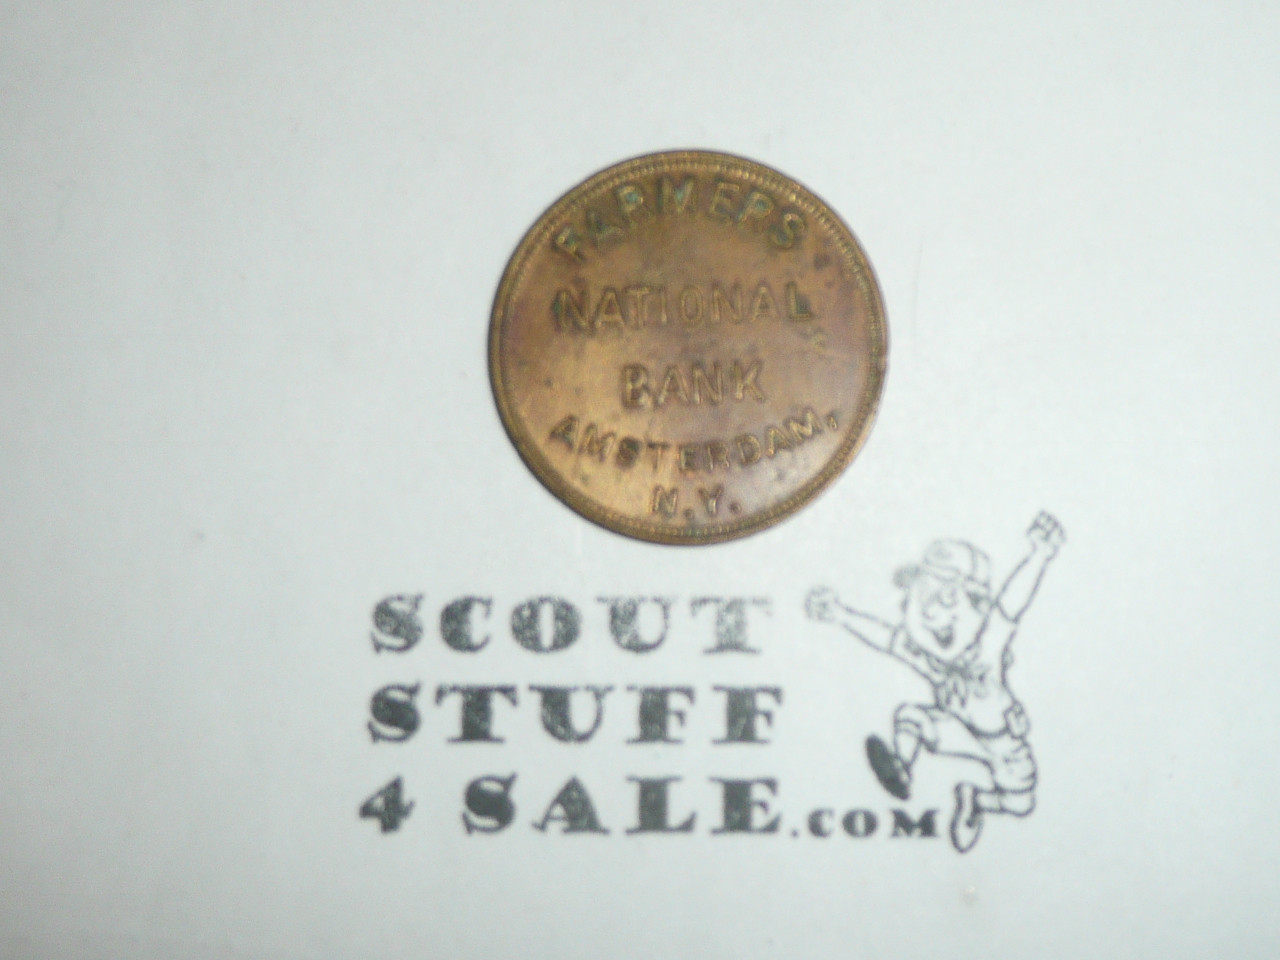 FARMERS
NATIONAL
BANK
AMSTERDAM,
N.Y.
SCOUT
STUFF
4 SALE.COM